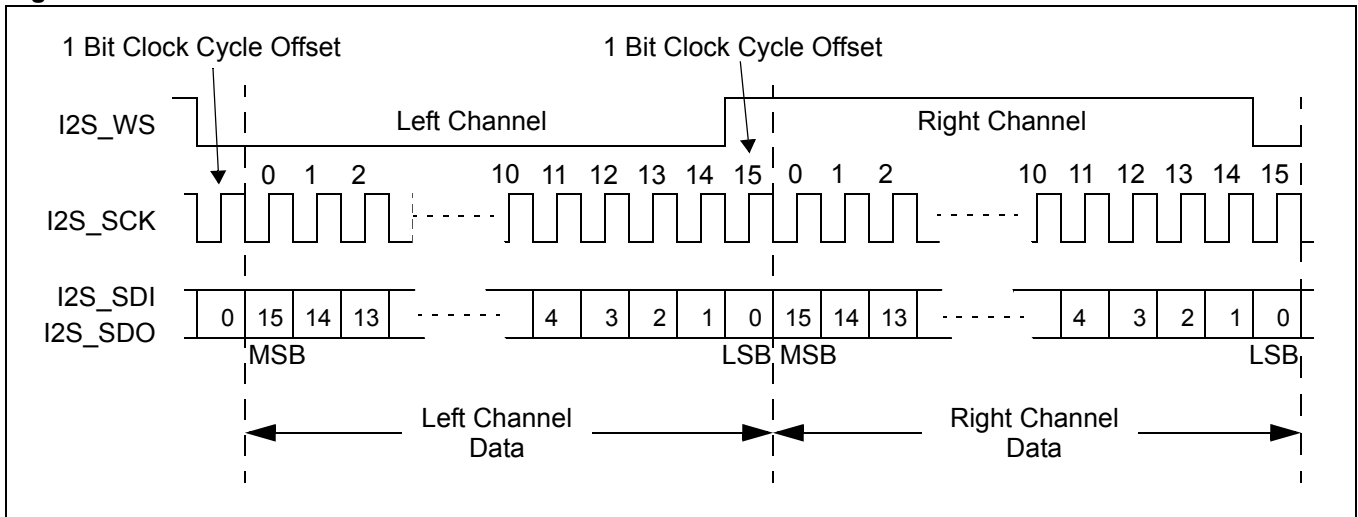 1 Bit Clock Cycle Offset 1 Bit Clock Cycle Offset
I2S_WS Left Channel Right Channel
0 1 2 10 11 12 13 14 15 0 1 2 10 11 12 13 14 15
I2S_SCK
I2S_SDI
0 15 14 13 4 3 2 1 0 15 14 13 4 3 2 1 0
I2S_SDO
MSB LSB MSB LSB
Left Channel Right Channel
Data Data